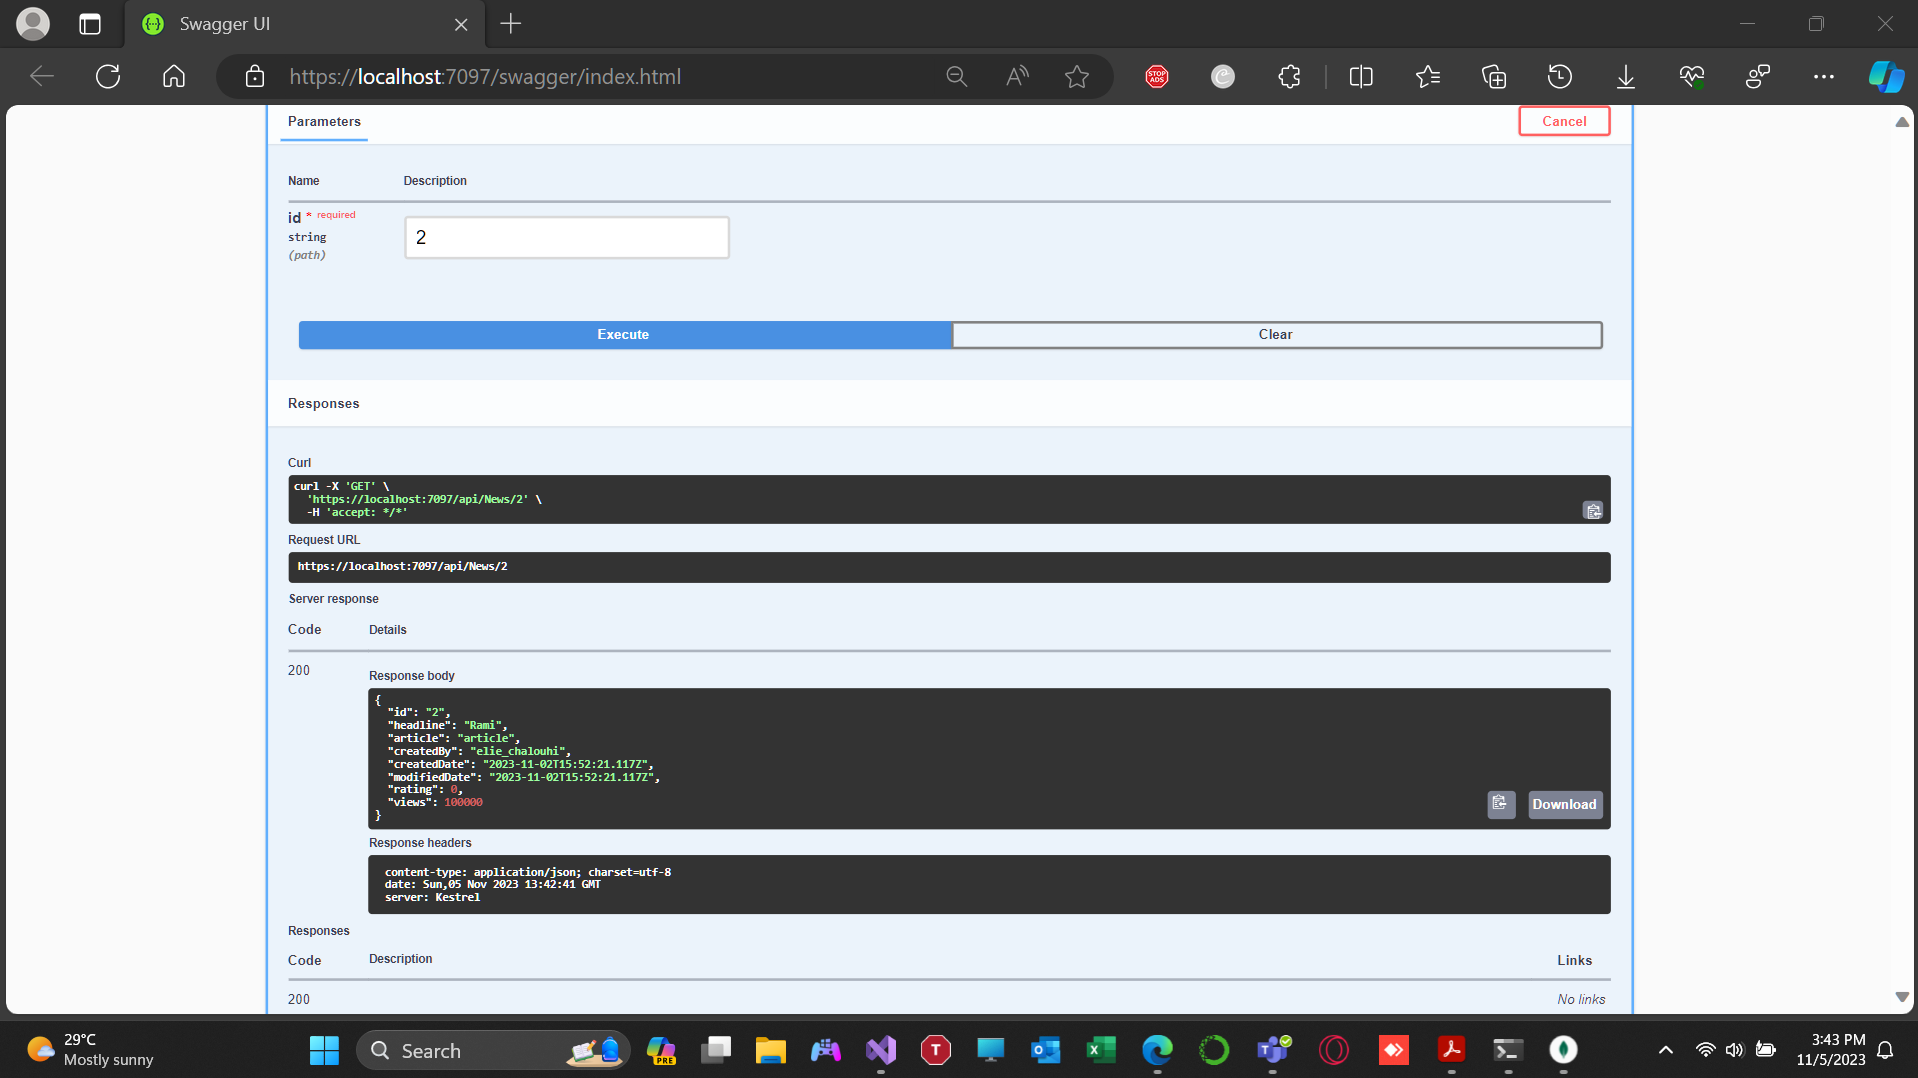 Swagger UI
https://localhost:7097/swagger/index.html
STOP ADS
Parameters
Cancel
Name Description
id * required
string
(path)
2
Execute Clear
Responses
Curl
curl -X 'GET' \
'https://localhost:7097/api/News/2' \
-H 'accept: */*'
Request URL
https://localhost:7097/api/News/2
Server response
Code Details
200
Response body
{
"id": "2",
"headline": "Rami",
"article": "article",
"createdBy": "elie_chalouhi",
"createdDate": "2023-11-02T15:52:21.117Z",
"modifiedDate": "2023-11-02T15:52:21.117Z",
"rating": 0,
"views": 100000
}
Download
Response headers
content-type: application/json; charset=utf-8
date: Sun,05 Nov 2023 13:42:41 GMT
server: Kestrel
Responses
Code Description Links
200 No links
29°C
Mostly sunny
Search
PRE
3:43 PM
11/5/2023